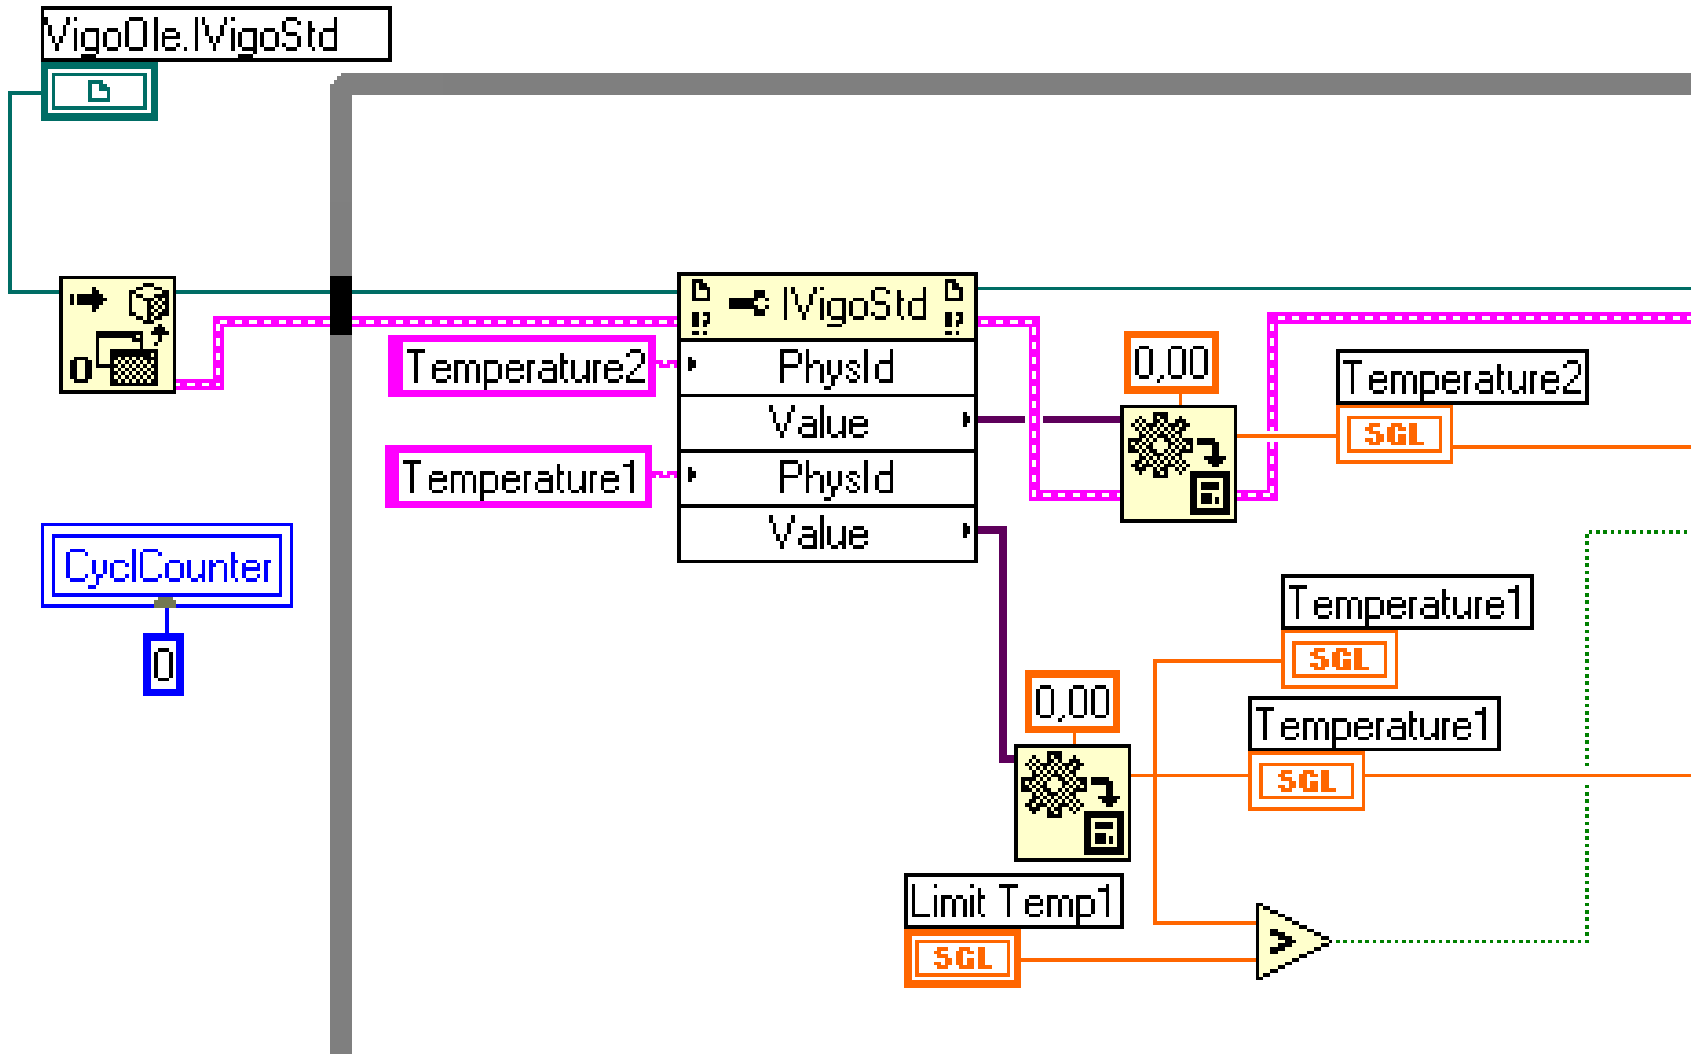 VigoOle.IVigoStd
0
IVigoStd
!?
!?
Temperature2
PhysId
Value
Temperature1
PhysId
Value
0,00
Temperature2
SGL
CyclCounter
0
Temperature1
SGL
0,00
Temperature1
SGL
Limit Temp1
SGL
>